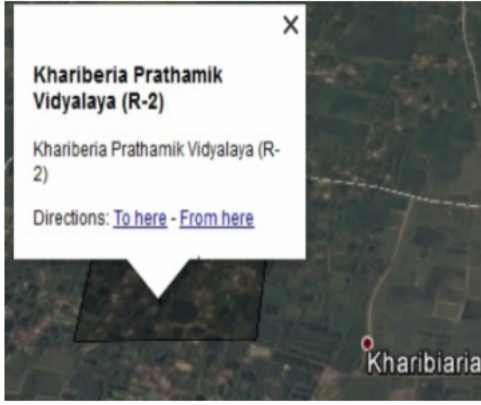 X
Khariberia Prathamik
Vidyalaya (R-2)
Khariberia Prathamik Vidyalaya (R-
2)
Directions: To here - From here
Kharibiaria